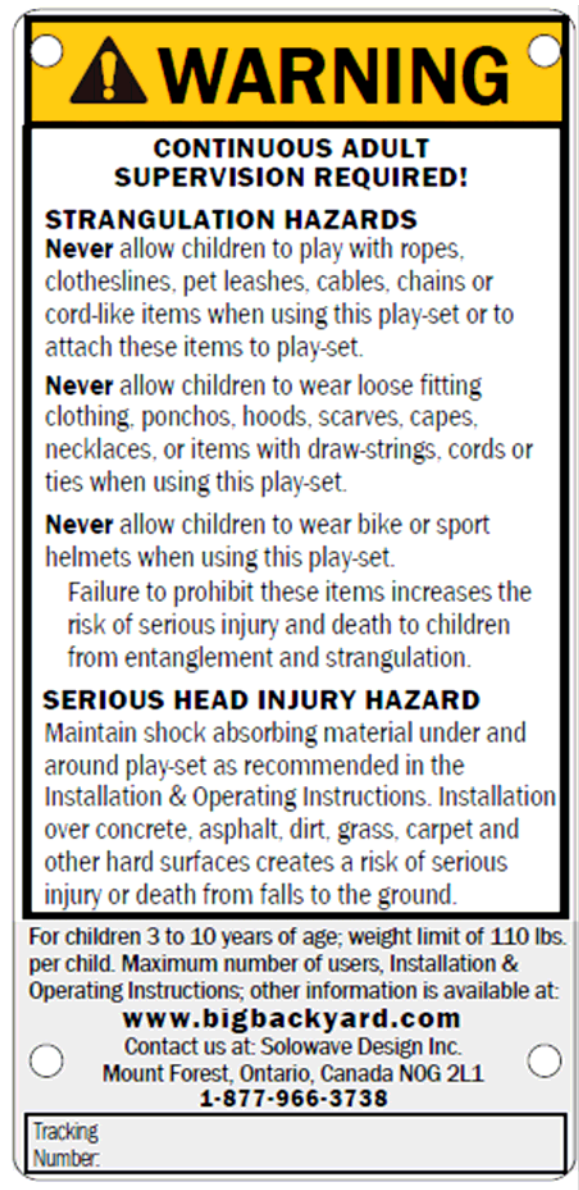 WARNING
CONTINUOUS ADULT
SUPERVISION REQUIRED!
STRANGULATION HAZARDS
Never allow children to play with ropes,
clotheslines, pet leashes, cables, chains or
cord-like items when using this play-set or to
attach these items to play-set.
Never allow children to wear loose fitting
clothing, ponchos, hoods, scarves, capes,
necklaces, or items with draw-strings, cords or
ties when using this play-set.
Never allow children to wear bike or sport
helmets when using this play-set.
Failure to prohibit these items increases the
risk of serious injury and death to children
from entanglement and strangulation.
SERIOUS HEAD INJURY HAZARD
Maintain shock absorbing material under and
around play-set as recommended in the
Installation & Operating Instructions. Installation
over concrete, asphalt, dirt, grass, carpet and
other hard surfaces creates a risk of serious
injury or death from falls to the ground.
For children 3 to 10 years of age; weight limit of 110 lbs.
per child. Maximum number of users, Installation &
Operating Instructions; other information is available at:
www.bigbackyard.com
Contact us at: Solowave Design Inc.
Mount Forest, Ontario, Canada N0G 2L1
1-877-966-3738
Tracking
Number: